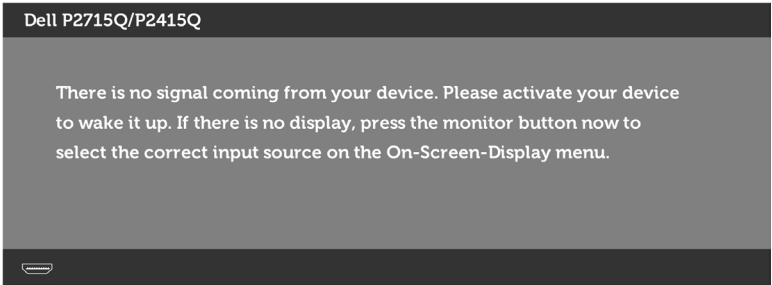 Dell P2715Q/P2415Q
There is no signal coming from your device. Please activate your device
to wake it up. If there is no display, press the monitor button now to
select the correct input source on the On-Screen-Display menu.